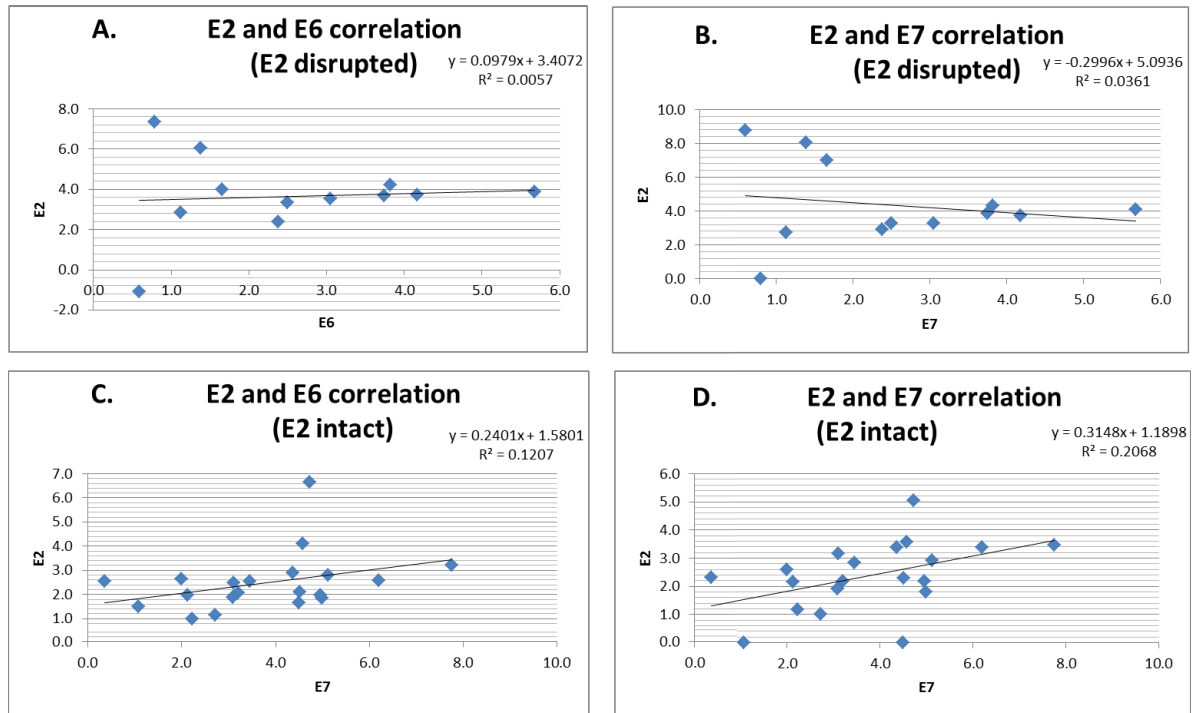 A. E2 and E6 correlation
(E2 disrupted)
y = 0.0979x + 3.4072
R² = 0.0057
8.0
6.0
4.0
2.0
0.0
-2.0
E2
0.0 1.0 2.0 3.0 4.0 5.0 6.0
E6
B. E2 and E7 correlation
(E2 disrupted)
y = -0.2996x + 5.0936
R² = 0.0361
10.0
8.0
6.0
4.0
2.0
0.0
E2
0.0 1.0 2.0 3.0 4.0 5.0 6.0
E7
C. E2 and E6 correlation
(E2 intact)
y = 0.2401x + 1.5801
R² = 0.1207
7.0
6.0
5.0
4.0
3.0
2.0
1.0
0.0
E2
0.0 2.0 4.0 6.0 8.0 10.0
E7
D. E2 and E7 correlation
(E2 intact)
y = 0.3148x + 1.1898
R² = 0.2068
6.0
5.0
4.0
3.0
2.0
1.0
0.0
E2
0.0 2.0 4.0 6.0 8.0 10.0
E7